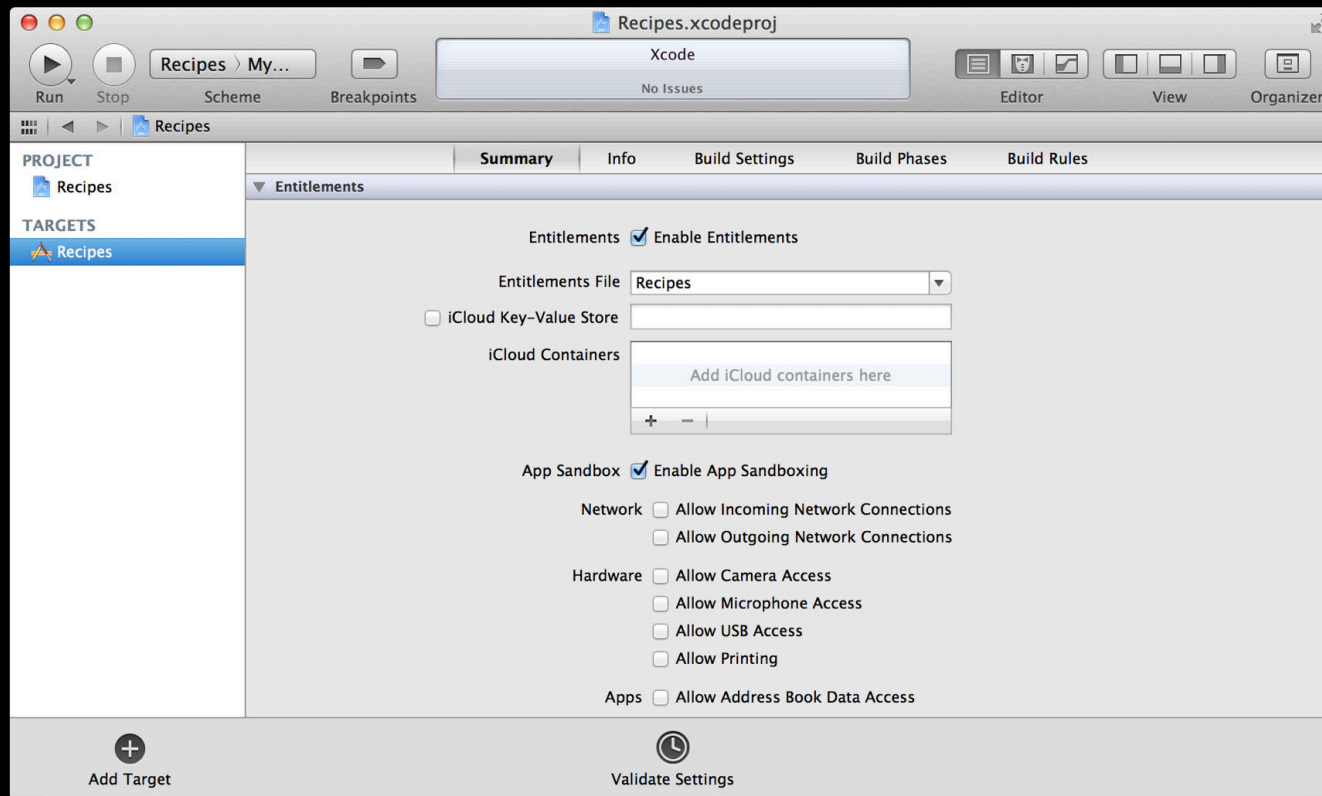 Recipes.xcodeproj
Recipes 〉 My...
Xcode
No Issues
Run Stop Scheme Breakpoints Editor View Organizer
Recipes
PROJECT
Recipes
TARGETS
Recipes
Summary Info Build Settings Build Phases Build Rules
Entitlements
Entitlements Enable Entitlements
Entitlements File Recipes
iCloud Key-Value Store
iCloud Containers
Add iCloud containers here
App Sandbox Enable App Sandboxing
Network Allow Incoming Network Connections
Allow Outgoing Network Connections
Hardware Allow Camera Access
Allow Microphone Access
Allow USB Access
Allow Printing
Apps Allow Address Book Data Access
Add Target Validate Settings